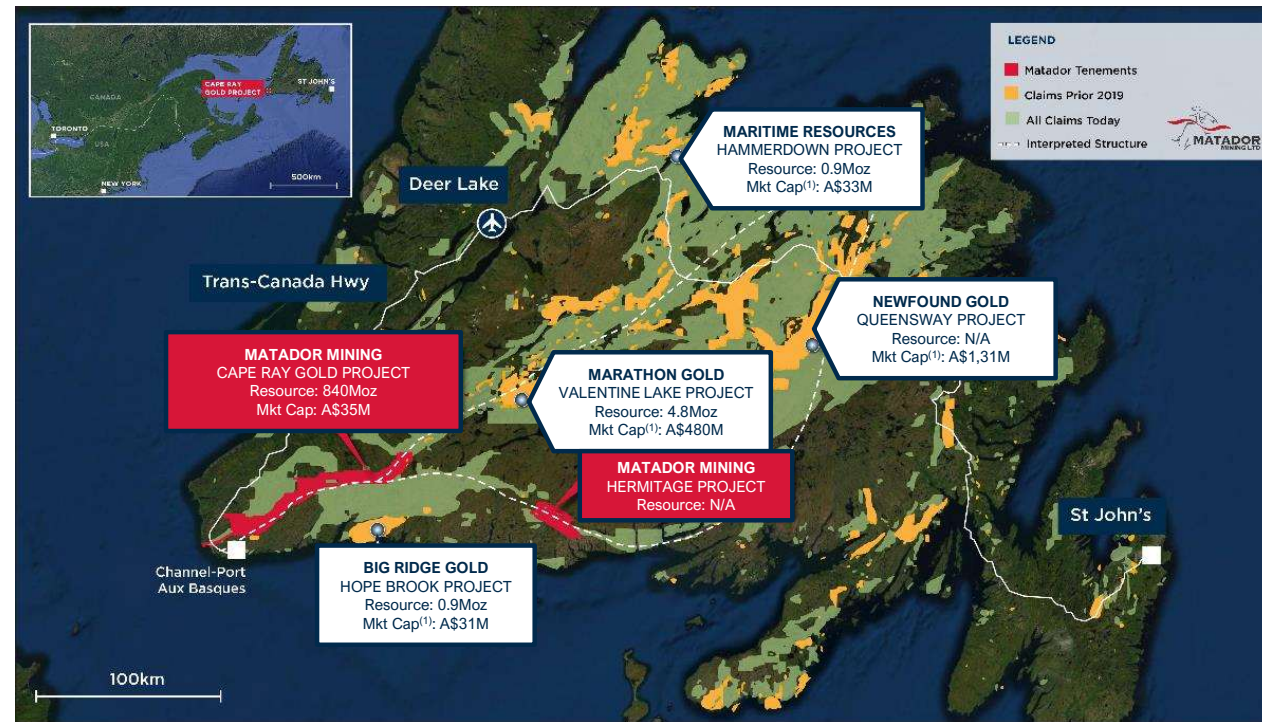 CANADA
CAPE RAY
GOLD PROJECT
ST JOHN'S
TORONTO
USA
NEW YORK
500km
LEGEND
Matador Tenements
Claims Prior 2019
All Claims Today
Interpreted Structure
MATADOR
MINING LTD
MARITIME RESOURCES
HAMMERDOWN PROJECT
Resource: 0.9Moz
Mkt Cap(1): A$33M
Deer Lake
Trans-Canada Hwy
NEWFOUND GOLD
QUEENSWAY PROJECT
Resource: N/A
Mkt Cap(1): A$1,31M
MATADOR MINING
CAPE RAY GOLD PROJECT
Resource: 840Moz
Mkt Cap: A$35M
MARATHON GOLD
VALENTINE LAKE PROJECT
Resource: 4.8Moz
Mkt Cap(1): A$480M
MATADOR MINING
HERMITAGE PROJECT
Resource: N/A
St John's
Channel-Port
Aux Basques
BIG RIDGE GOLD
HOPE BROOK PROJECT
Resource: 0.9Moz
Mkt Cap(1): A$31M
100km